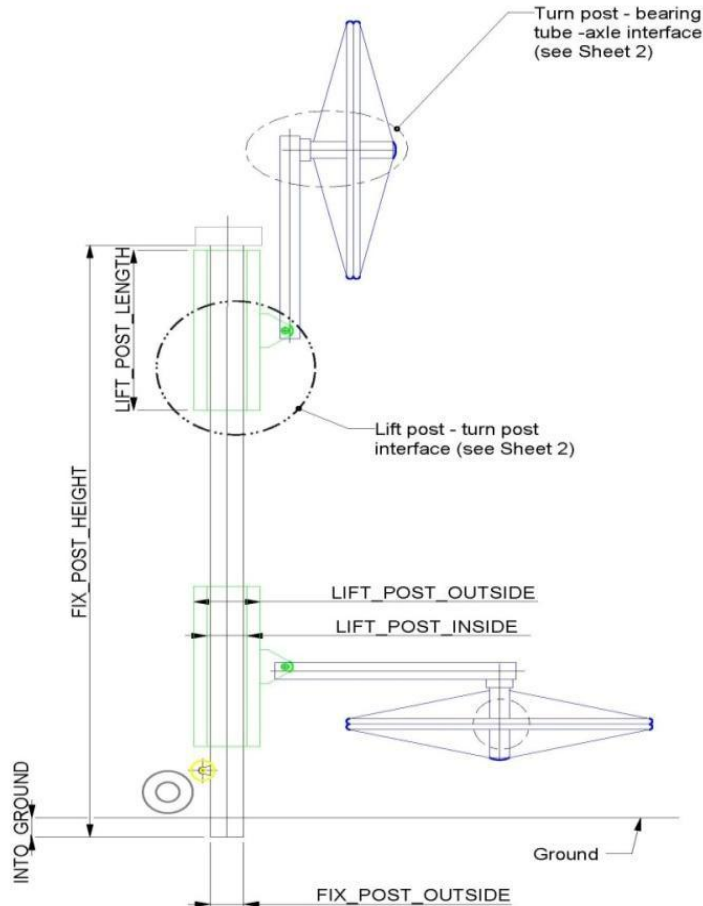 Turn post - bearing
tube -axle interface
(see Sheet 2)
LIFT_POST_LENGTH
Lift post - turn post
interface (see Sheet 2)
FIX_POST_HEIGHT
LIFT_POST_OUTSIDE
LIFT_POST_INSIDE
INTO_GROUND
Ground
FIX_POST_OUTSIDE